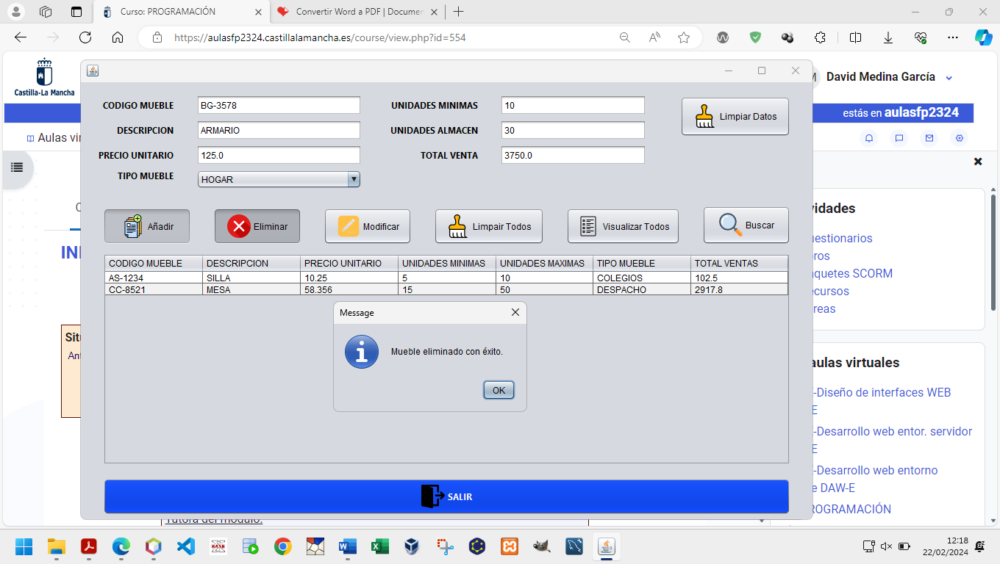 Curso: PROGRAMACIÓN
Convertir Word a PDF | Documen
https://aulasfp2324.castillalamancha.es/course/view.php?id=554
Castilla-La Mancha
David Medina García
estás en aulasfp2324
Aulas vi
CODIGO MUEBLE BG-3578 UNIDADES MINIMAS 10
Limpiar Datos
DESCRIPCION ARMARIO UNIDADES ALMACEN 30
PRECIO UNITARIO 125.0 TOTAL VENTA 3750.0
TIPO MUEBLE HOGAR
Añadir Eliminar Modificar Limpair Todos Visualizar Todos Buscar
CODIGO MUEBLE DESCRIPCION PRECIO UNITARIO UNIDADES MINIMAS UNIDADES MAXIMAS TIPO MUEBLE TOTAL VENTAS
AS-1234 SILLA 10.25 5 10 COLEGIOS 102.5
CC-8521 MESA 58.356 15 50 DESPACHO 2917.8
Message
Mueble eliminado con éxito.
OK
SALIR
IN
Situ
Ant
Tutora del módulo:
vidades
uestionarios
ros
aquetes SCORM
ecursos
reas
aulas virtuales
-Diseño de interfaces WEB
E
-Desarrollo web entor. servidor
E
-Desarrollo web entorno
e DAW-E
ROGRAMACIÓN
12:18
22/02/2024